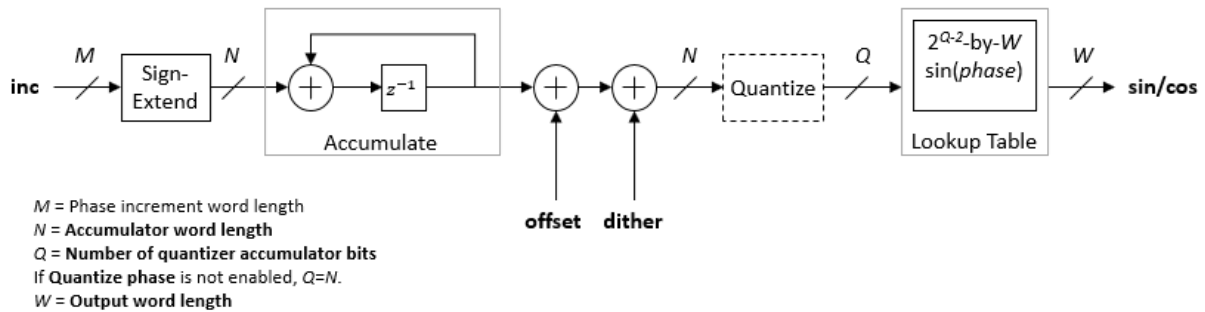 M
N
N
Q
W
inc
Sign-
Extend
+
z⁻¹
Accumulate
+
+
Quantize
2^Q-2-by-W
sin(phase)
Lookup Table
sin/cos
offset
dither
M = Phase increment word length
N = Accumulator word length
Q = Number of quantizer accumulator bits
If Quantize phase is not enabled, Q=N.
W = Output word length